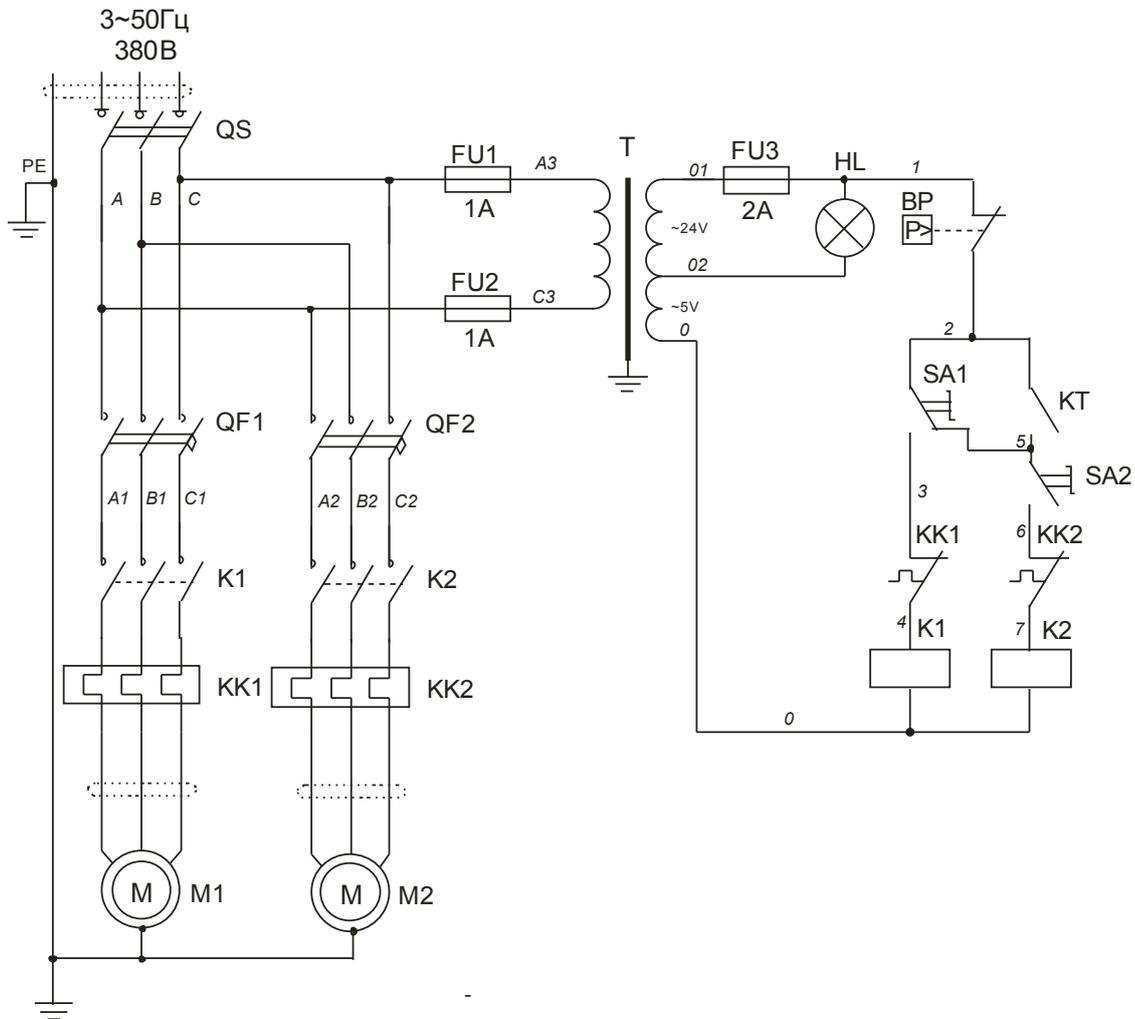 3~50Гц
380В
QS
PE
A
B
C
FU1
A3
1A
FU2
C3
1A
T
01
FU3
2A
HL
1
BP
P>
~24V
02
~5V
0
2
SA1
KT
5
SA2
QF1
QF2
A1
B1
C1
A2
B2
C2
3
KK1
6
KK2
K1
K2
4
K1
7
K2
KK1
KK2
0
M
M1
M
M2
-